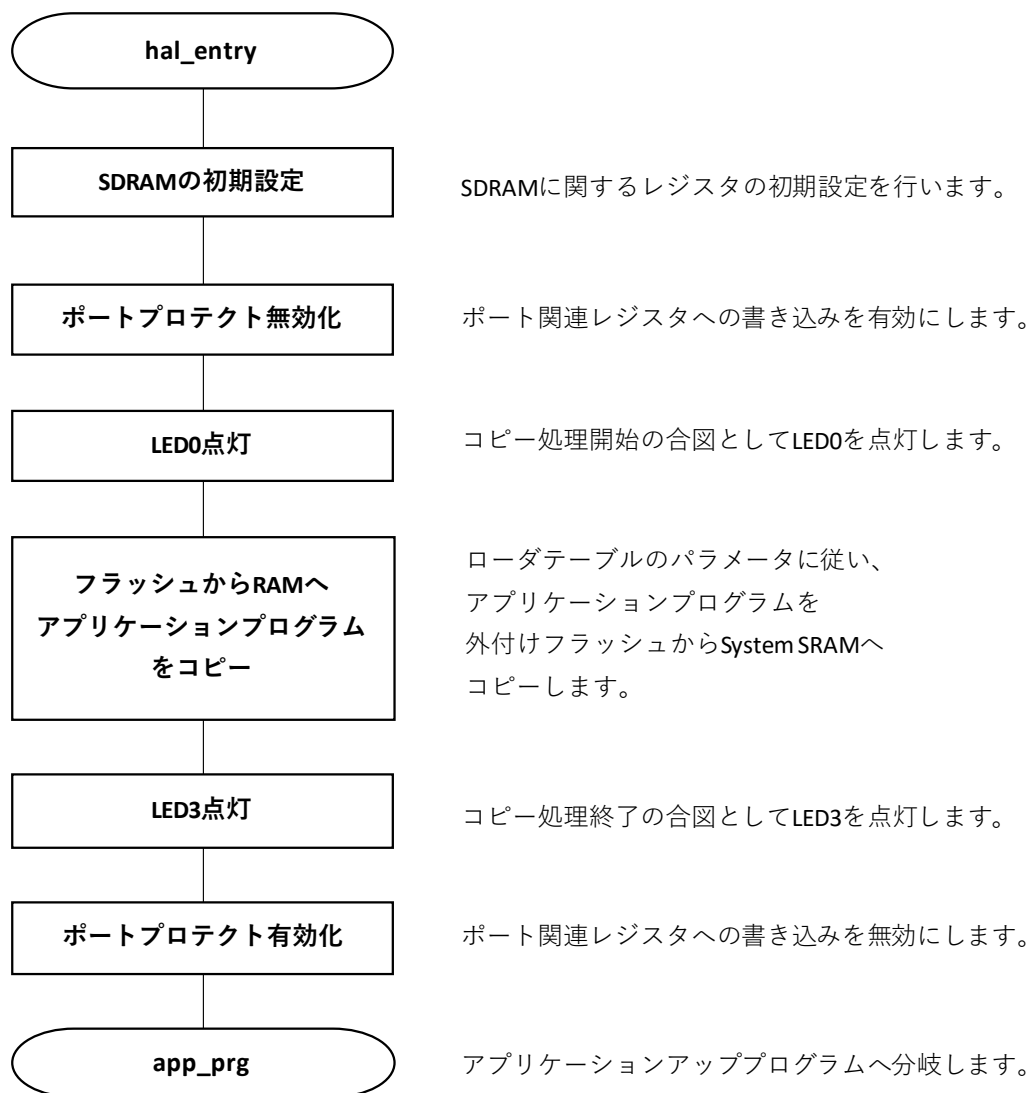 hal_entry
SDRAMの初期設定
SDRAMに関するレジスタの初期設定を行います。
ポートプロテクト無効化
ポート関連レジスタへの書き込みを有効にします。
LED0点灯
コピー処理開始の合図としてLED0を点灯します。
フラッシュからRAMへ
アプリケーションプログラム
をコピー
ローダテーブルのパラメータに従い、
アプリケーションプログラムを
外付けフラッシュからSystem SRAMへ
コピーします。
LED3点灯
コピー処理終了の合図としてLED3を点灯します。
ポートプロテクト有効化
ポート関連レジスタへの書き込みを無効にします。
app_prg
アプリケーションアッププログラムへ分岐します。